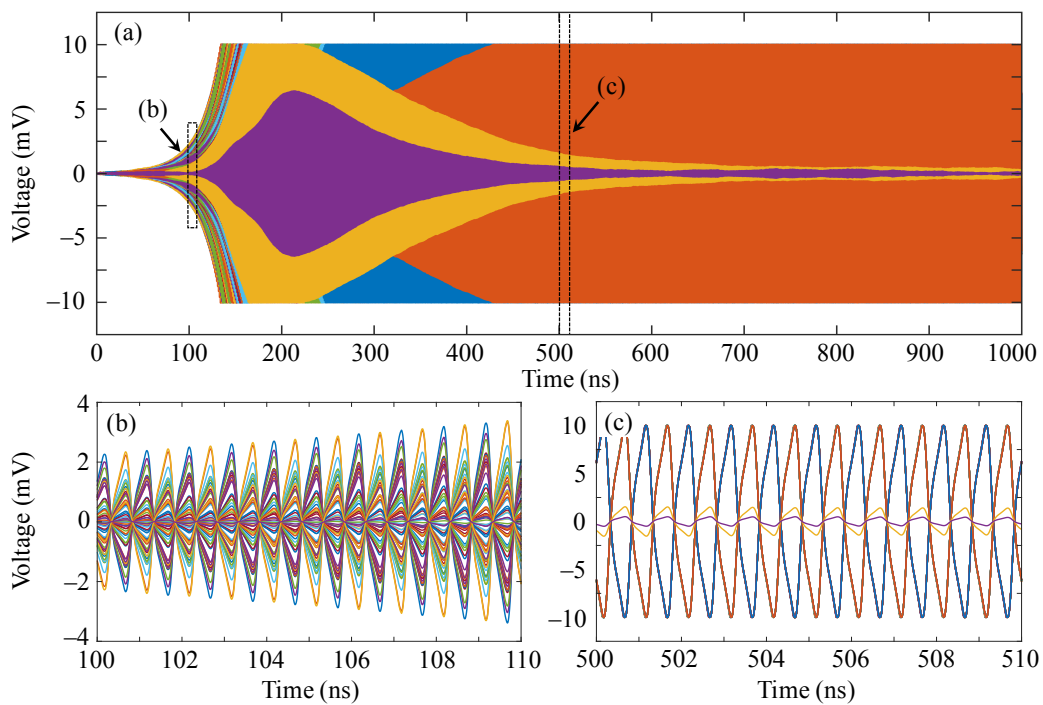 (a)
10
5
0
−5
−10
Voltage (mV)
(b)
(c)
0 100 200 300 400 500 600 700 800 900 1000
Time (ns)
(b)
4
2
0
−2
−4
Voltage (mV)
100 102 104 106 108 110
Time (ns)
(c)
10
5
0
−5
−10
500 502 504 506 508 510
Time (ns)